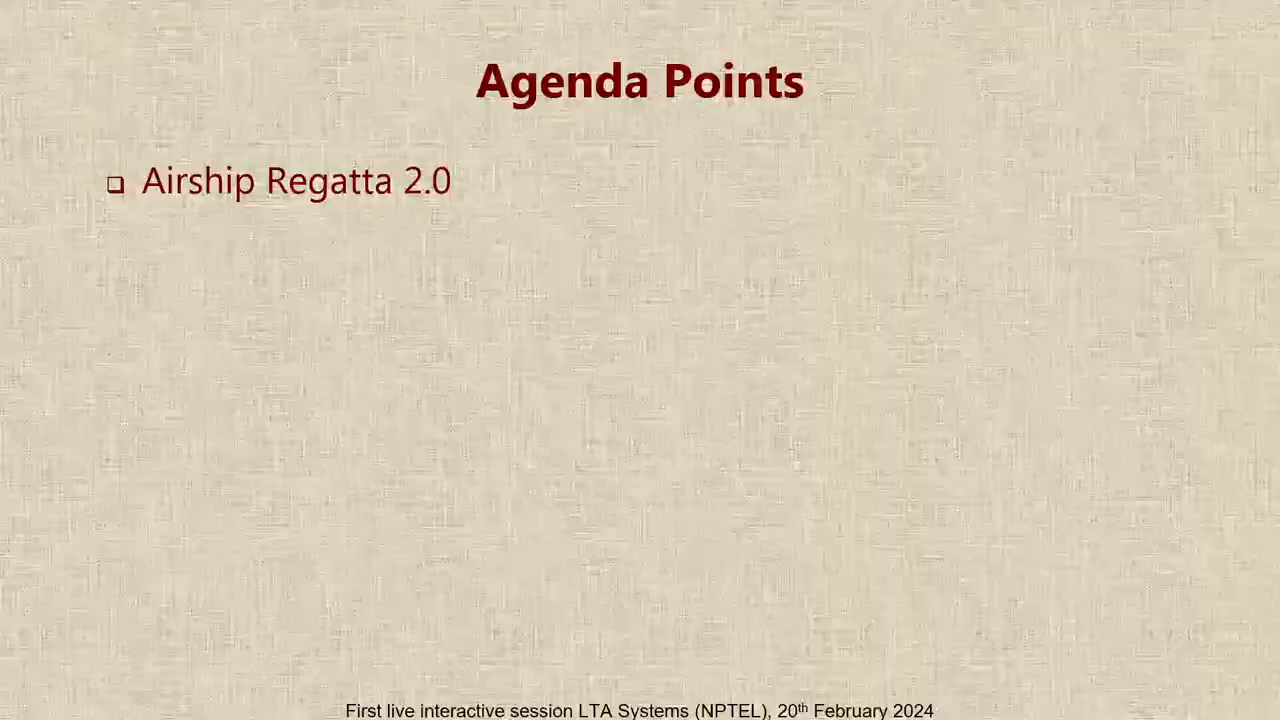 Agenda Points
❑ Airship Regatta 2.0
First live interactive session LTA Systems (NPTEL), 20th February 2024